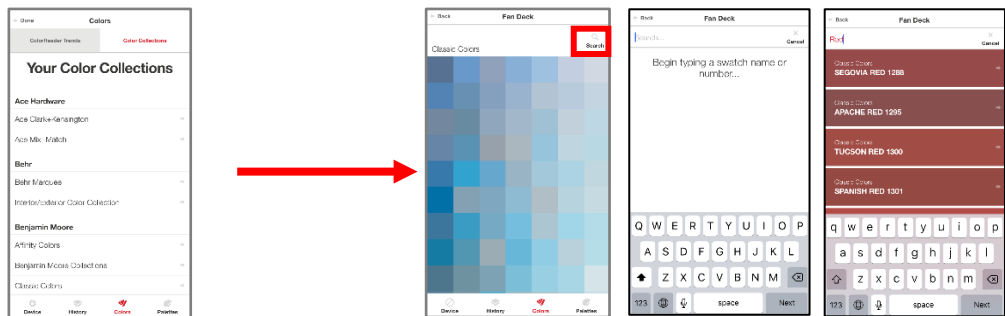 Done Colors
ColorReader Trends Color Collections
Your Color Collections
Ace Hardware
Ace Clark+Kensington
Ace Mix+Match
Behr
Behr Marquee
Interior/Exterior Color Collection
Benjamin Moore
Affinity Colors
Benjamin Moore Collections
Classic Colors
Device History Colors Palettes
Back Fan Deck
Classic Colors Search
Device History Colors Palettes
Back Fan Deck
Search... Cancel
Begin typing a swatch name or
number...
Q W E R T Y U I O P
A S D F G H J K L
Z X C V B N M
123 space Next
Back Fan Deck
Red Cancel
Classic Colors
SEGOVIA RED 1288
Classic Colors
APACHE RED 1295
Classic Colors
TUCSON RED 1300
Classic Colors
SPANISH RED 1301
q w e r t y u i o p
a s d f g h j k l
z x c v b n m
123 space Next